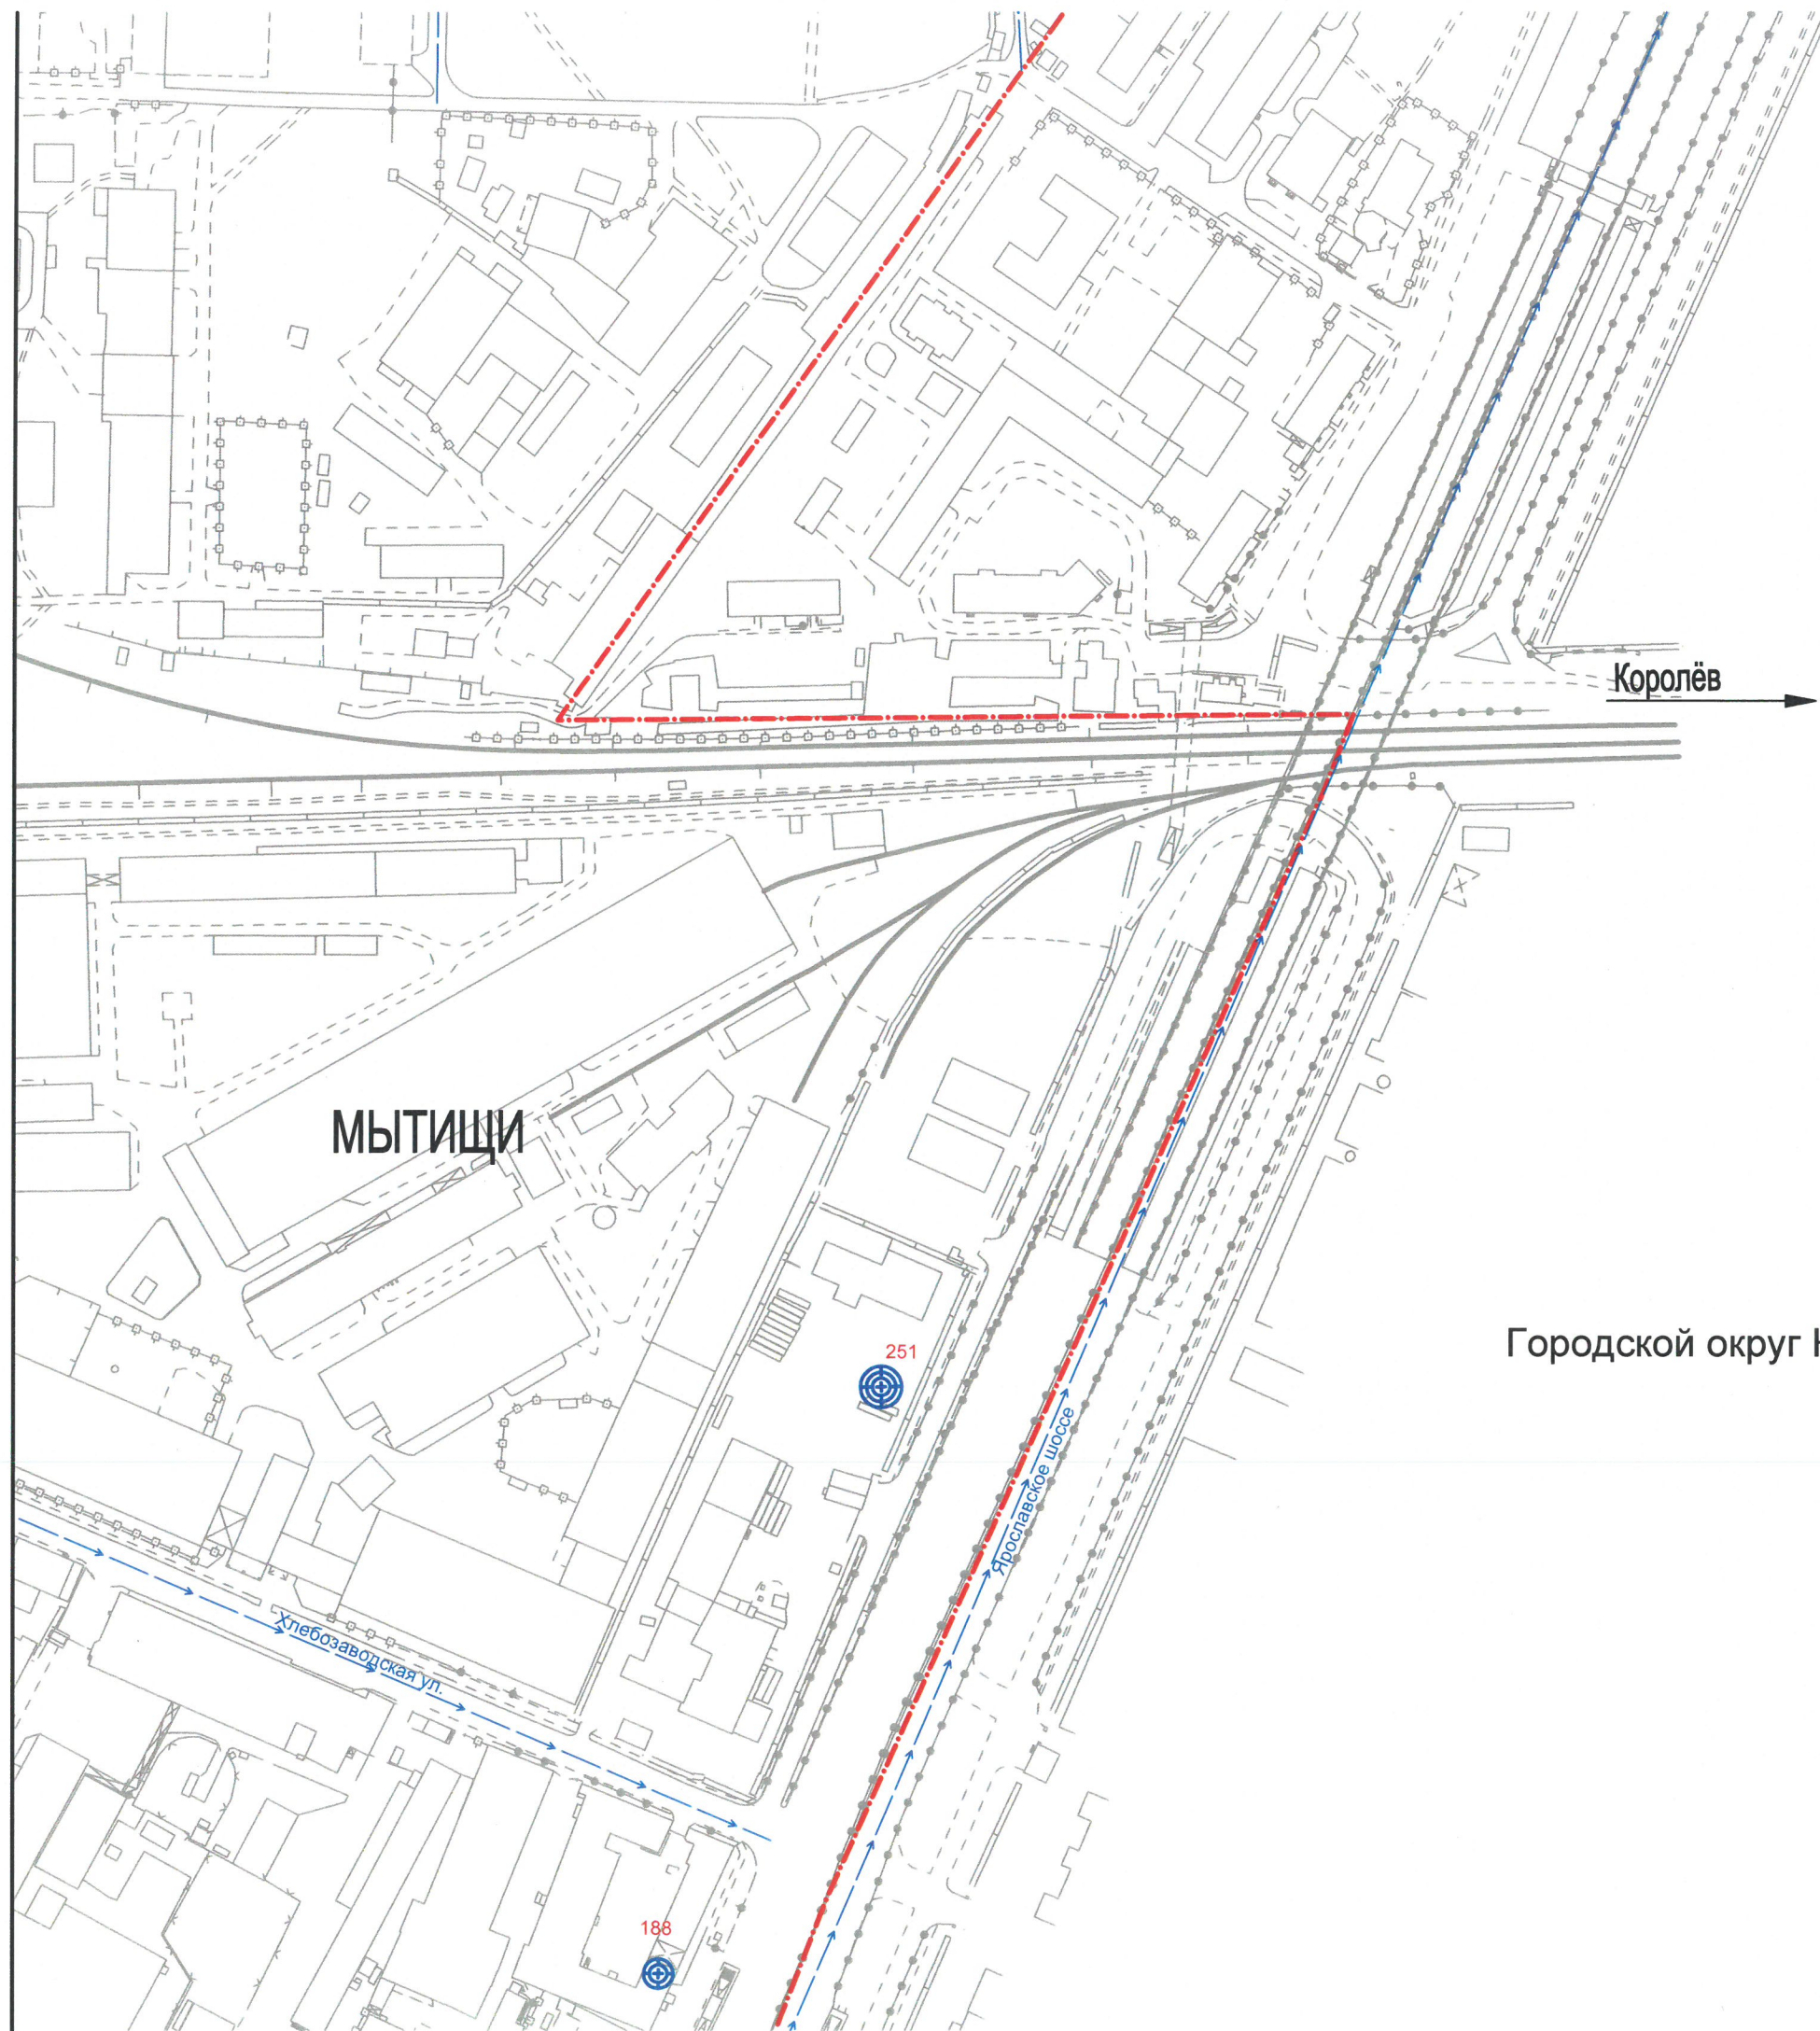 Королёв
МЫТИЩИ
251
Городской округ
Ярославское шоссе
Хлебозаводская ул.
188